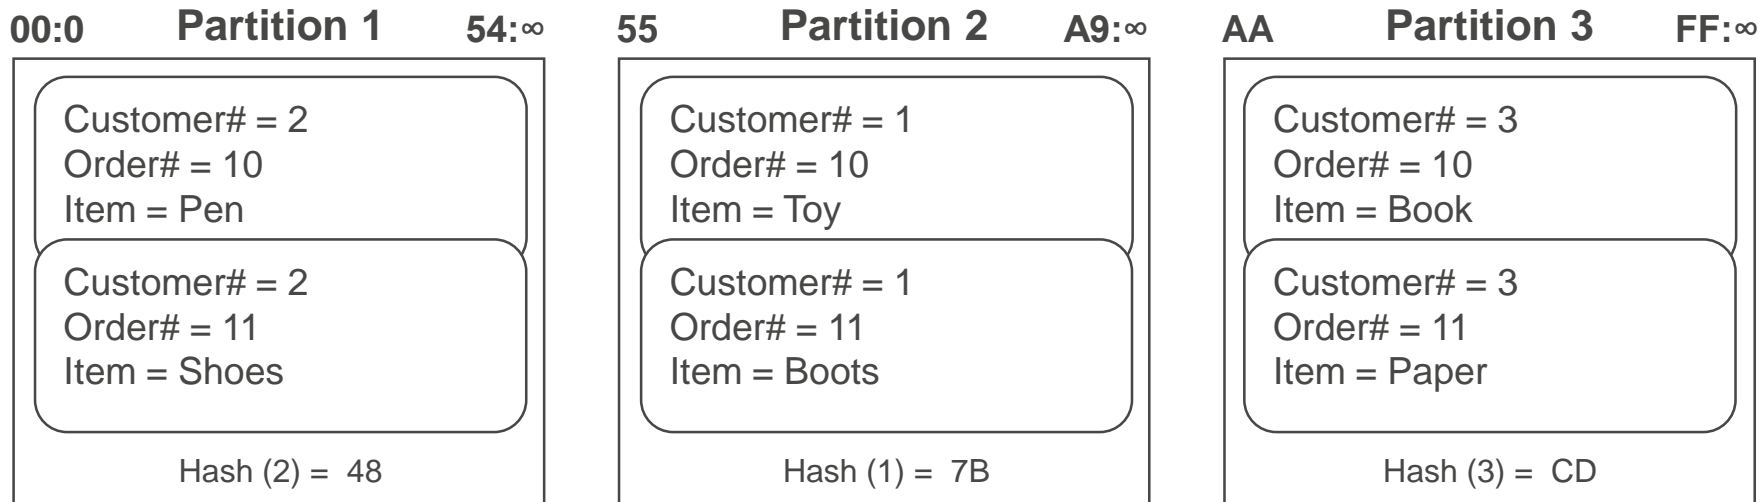 00:0 Partition 1 54:∞
Customer# = 2
Order# = 10
Item = Pen
Customer# = 2
Order# = 11
Item = Shoes
Hash (2) = 48
55 Partition 2 A9:∞
Customer# = 1
Order# = 10
Item = Toy
Customer# = 1
Order# = 11
Item = Boots
Hash (1) = 7B
AA Partition 3 FF:∞
Customer# = 3
Order# = 10
Item = Book
Customer# = 3
Order# = 11
Item = Paper
Hash (3) = CD